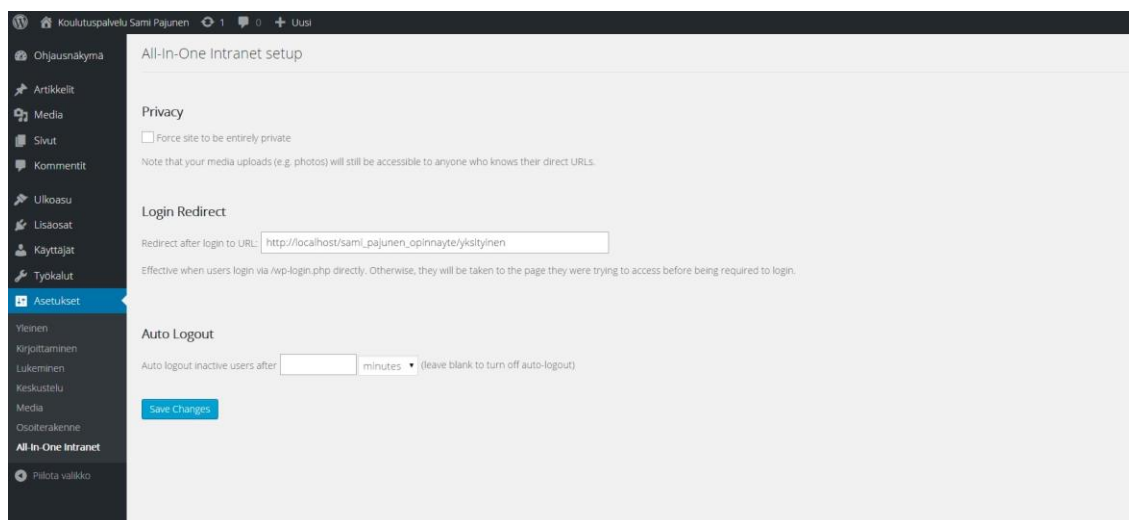 Koulutuspalvelu Sami Pajunen 1 0 + Uusi
Ohjausnäkymä
Artikkelit
Media
Sivut
Kommentit
Ulkoasu
Lisäosat
Käyttäjät
Työkalut
Asetukset
Yleinen
Kirjoittaminen
Lukeminen
Keskustelu
Media
Osoiterakenne
All-In-One Intranet
Piilota valikko
All-In-One Intranet setup
Privacy
Force site to be entirely private
Note that your media uploads (e.g. photos) will still be accessible to anyone who knows their direct URLs.
Login Redirect
Redirect after login to URL: http://localhost/sami_pajunen_opinnayte/yksityinen
Effective when users login via /wp-login.php directly. Otherwise, they will be taken to the page they were trying to access before being required to login.
Auto Logout
Auto logout inactive users after minutes (leave blank to turn off auto-logout)
Save Changes